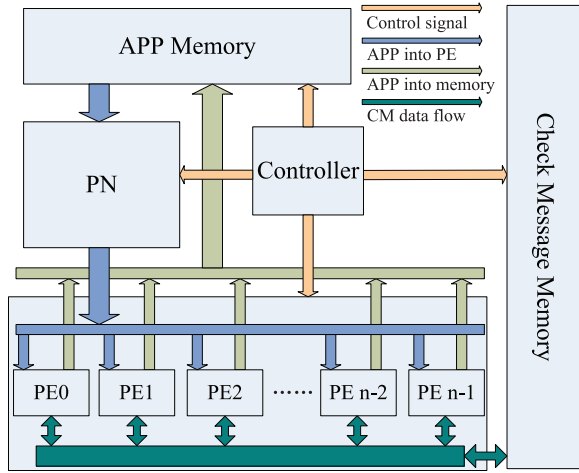 APP Memory
Control signal
APP into PE
APP into memory
CM data flow
PN
Controller
Check Message Memory
PE0
PE1
PE2
......
PE n-2
PE n-1